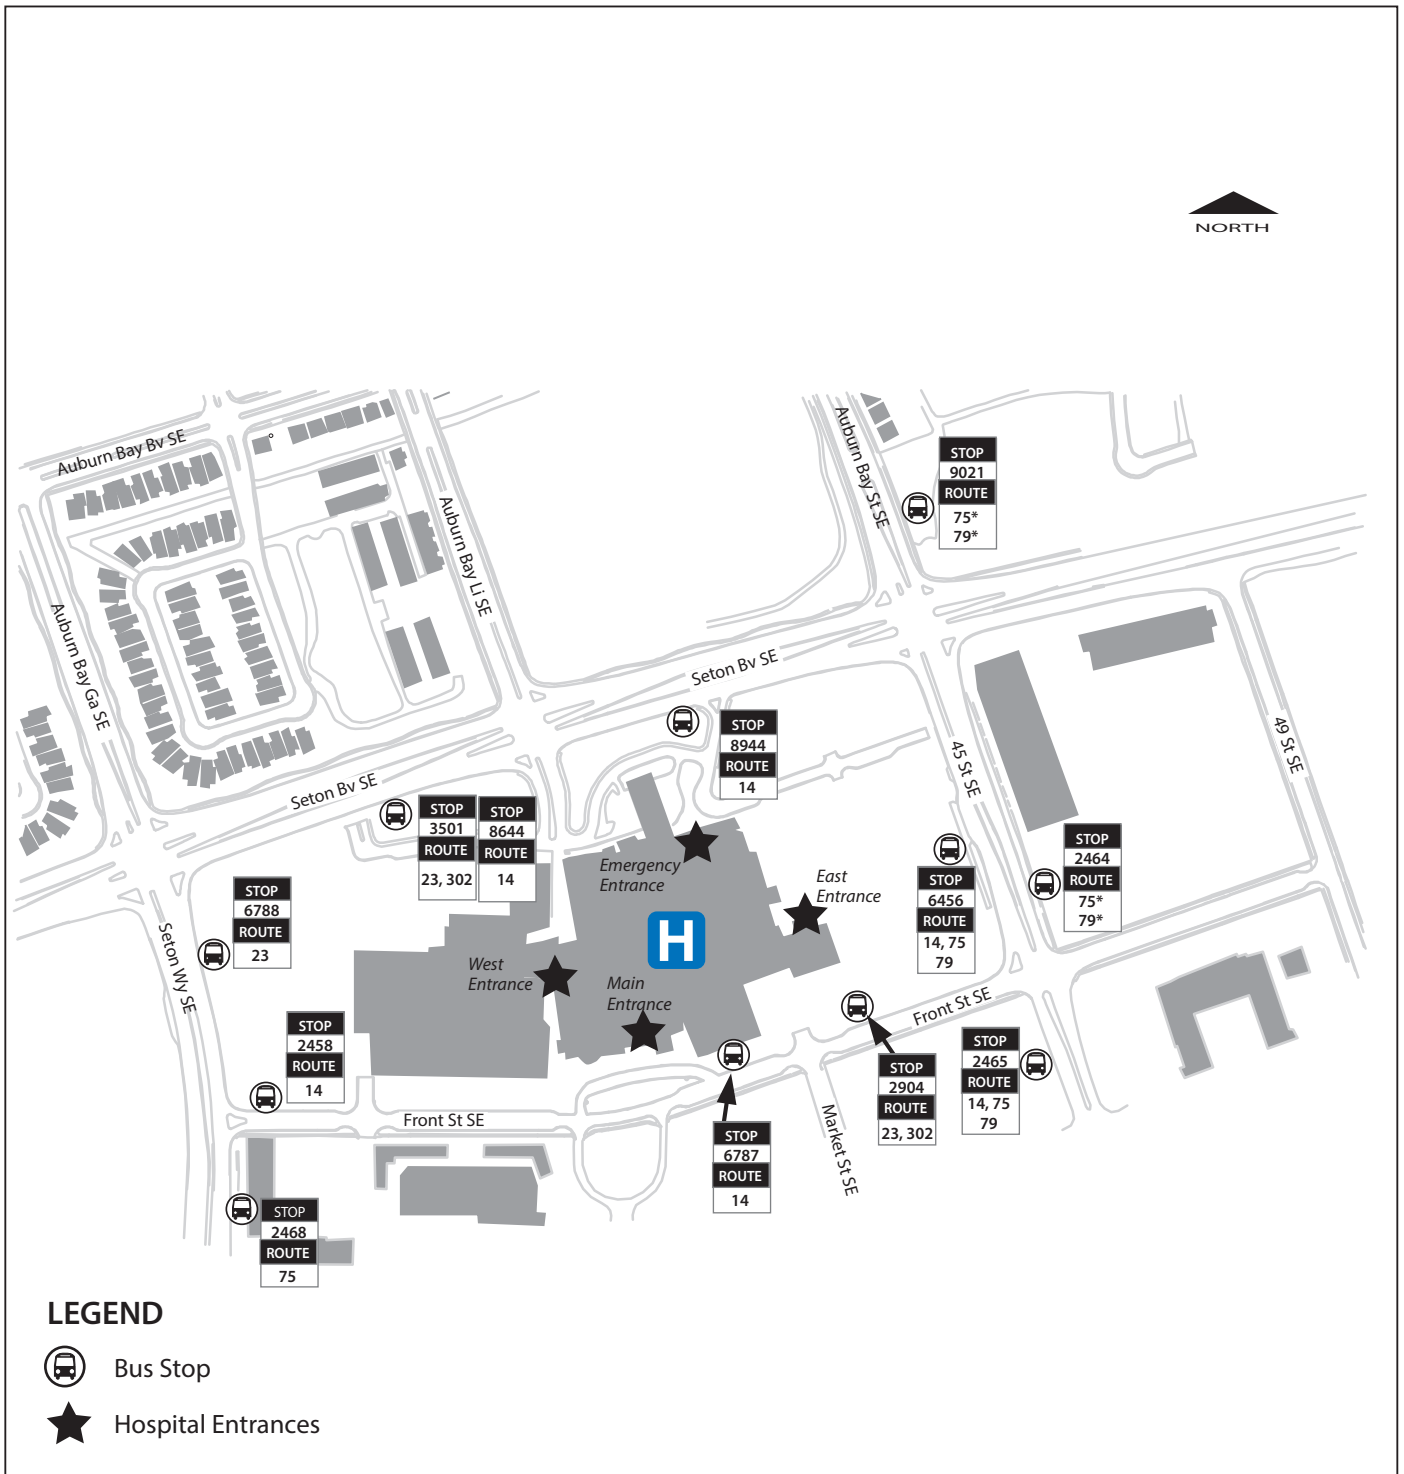 NORTH
Auburn Bay Bv SE
Auburn Bay St SE
STOP
9021
ROUTE
75*
79*
Auburn Bay Li SE
Auburn Bay Ga SE
Seton Bv SE
STOP
8944
ROUTE
14
45 St SE
49 St SE
Seton Bv SE
STOP
3501
ROUTE
23, 302
STOP
8644
ROUTE
14
Emergency
Entrance
East
Entrance
STOP
6456
ROUTE
14, 75
79
STOP
2464
ROUTE
75*
79*
STOP
6788
ROUTE
23
Seton Wy SE
H
West
Entrance
Main
Entrance
Front St SE
STOP
2458
ROUTE
14
STOP
2904
ROUTE
23, 302
STOP
2465
ROUTE
14, 75
79
Front St SE
Market St SE
STOP
6787
ROUTE
14
STOP
2468
ROUTE
75
LEGEND
Bus Stop
Hospital Entrances